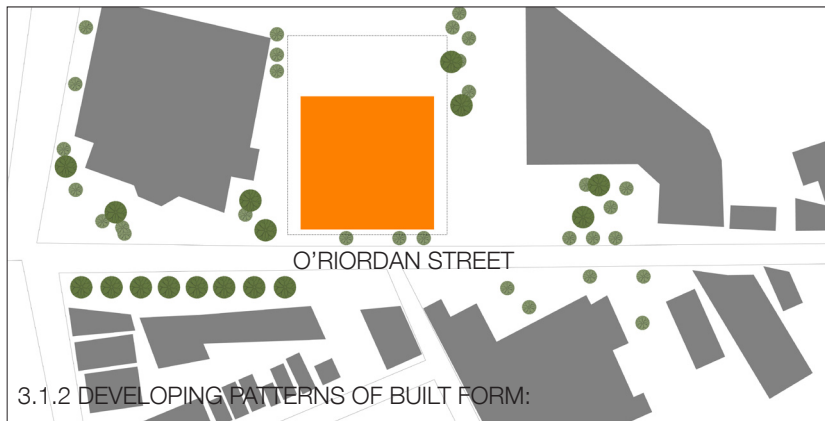 O'RIORDAN STREET
3.1.2 DEVELOPING PATTERNS OF BUILT FORM: